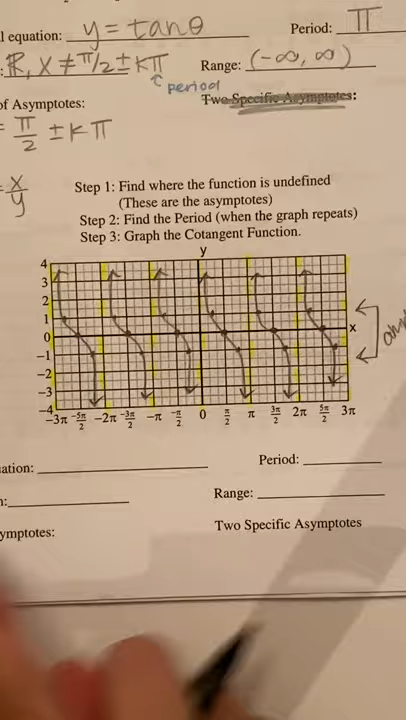 l equation: y = tanθ Period: π
: ℝ, x ≠ π/2 ± kπ Range: (-∞, ∞)
period
of Asymptotes: Two Specific Asymptotes:
= π/2 ± kπ
x/y
Step 1: Find where the function is undefined
(These are the asymptotes)
Step 2: Find the Period (when the graph repeats)
Step 3: Graph the Cotangent Function.
y
4
3
2
1
0
x
-1
-2
-3
-4
-3π -5π/2 -2π -3π/2 -π -π/2 0 π/2 π 3π/2 2π 5π/2 3π
ation: Period:
n: Range:
ymptotes: Two Specific Asymptotes